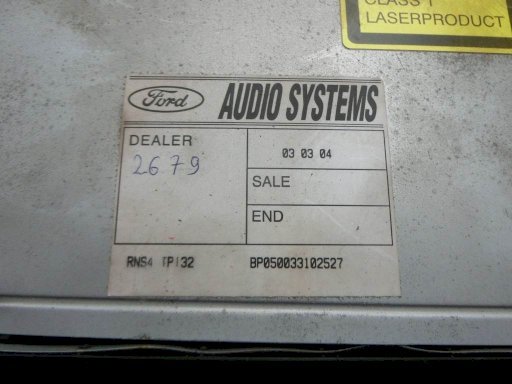 CLASS 1
LASERPRODUCT
Ford AUDIO SYSTEMS
DEALER
2679
03 03 04
SALE
END
RNS4 TP132 BP050033102527